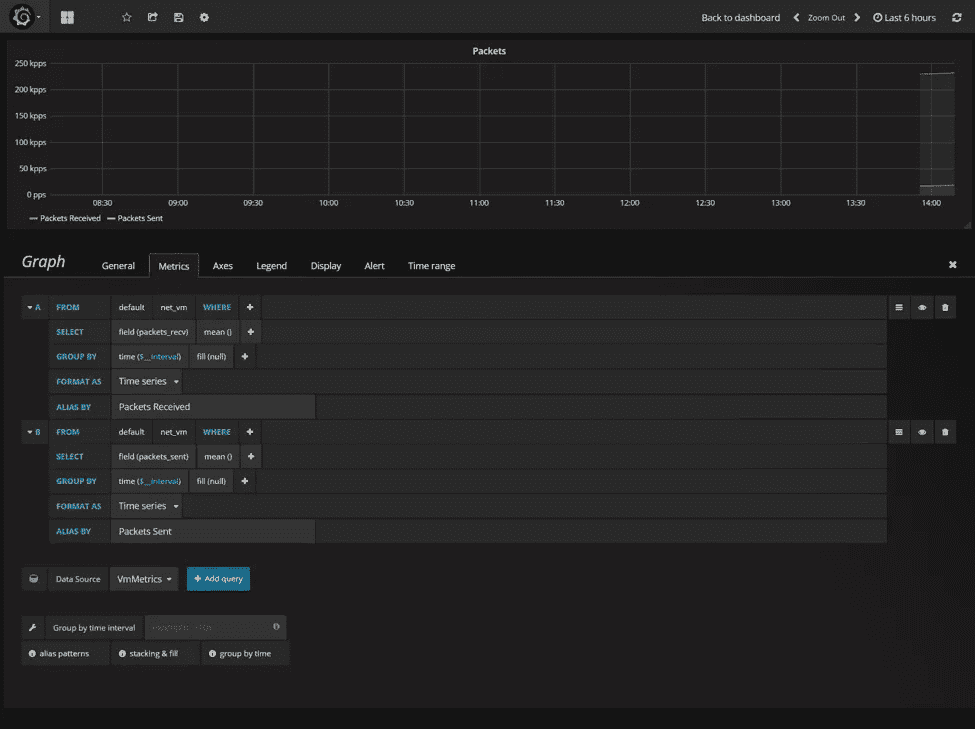 Back to dashboard Zoom Out Last 6 hours
Packets
250 kpps
200 kpps
150 kpps
100 kpps
50 kpps
0 pps
08:30 09:00 09:30 10:00 10:30 11:00 11:30 12:00 12:30 13:00 13:30 14:00
Packets Received Packets Sent
Graph General Metrics Axes Legend Display Alert Time range
A FROM default net_vm WHERE +
SELECT field (packets_recv) mean () +
GROUP BY time ($__interval) fill (null) +
FORMAT AS Time series
ALIAS BY Packets Received
B FROM default net_vm WHERE +
SELECT field (packets_sent) mean () +
GROUP BY time ($__interval) fill (null) +
FORMAT AS Time series
ALIAS BY Packets Sent
Data Source VmMetrics + Add query
Group by time interval
alias patterns stacking & fill group by time